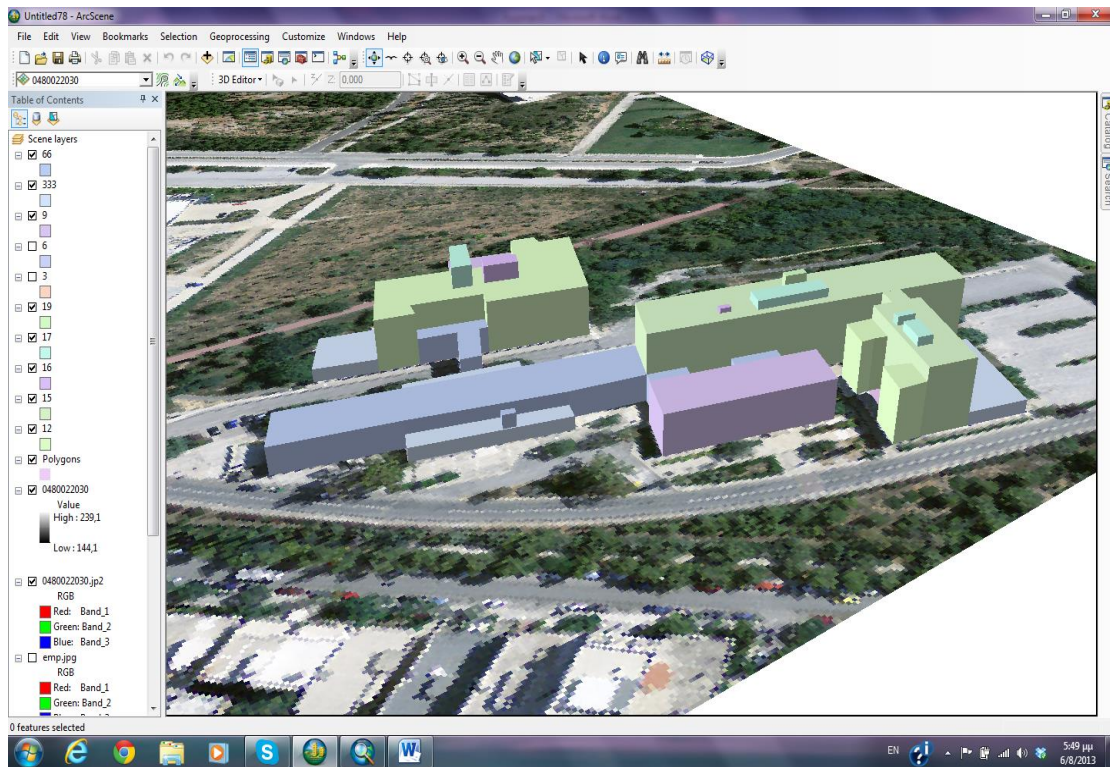 Untitled78 - ArcScene
File Edit View Bookmarks Selection Geoprocessing Customize Windows Help
0480022030 3D Editor Z: 0,000
Table of Contents
Scene layers
66
333
9
6
3
19
17
16
15
12
Polygons
0480022030
Value
High : 239,1
Low : 144,1
0480022030.jp2
RGB
Red: Band_1
Green: Band_2
Blue: Band_3
emp.jpg
RGB
Red: Band_1
Green: Band_2
Catalog
Search
0 features selected
EN
5:49 μμ
6/8/2013